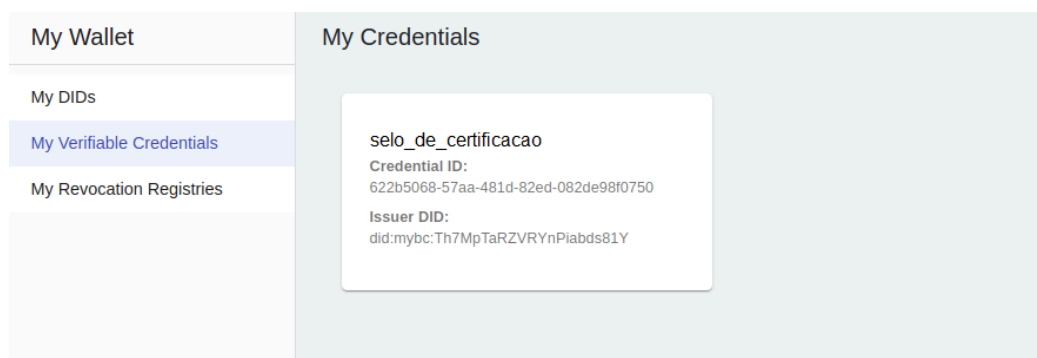 My Wallet
My DIDs
My Verifiable Credentials
My Revocation Registries
My Credentials
selo_de_certificacao
Credential ID:
622b5068-57aa-481d-82ed-082de98f0750
Issuer DID:
did:mybc:Th7MpTaRZVRYnPiabds81Y